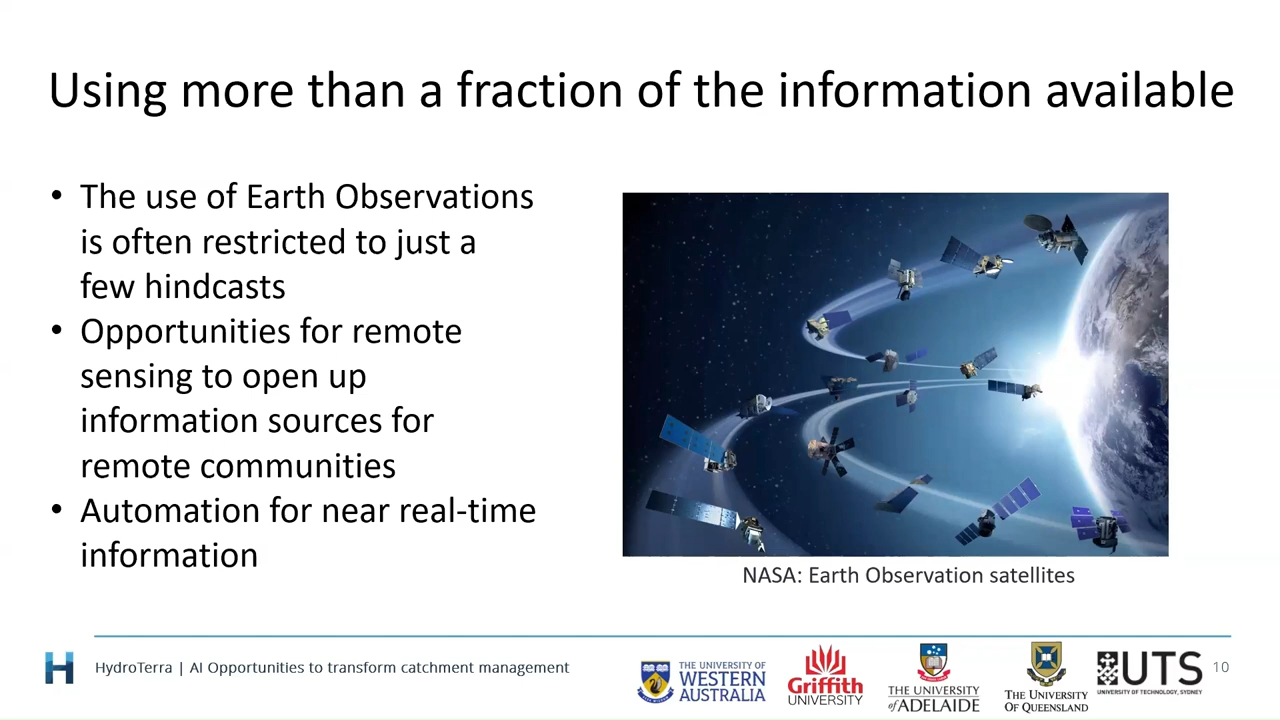 Using more than a fraction of the information available
• The use of Earth Observations
is often restricted to just a
few hindcasts
• Opportunities for remote
sensing to open up
information sources for
remote communities
• Automation for near real-time
information
NASA: Earth Observation satellites
H
HydroTerra | AI Opportunities to transform catchment management
THE UNIVERSITY OF
WESTERN
AUSTRALIA
Griffith
UNIVERSITY
THE UNIVERSITY
of ADELAIDE
THE UNIVERSITY
OF QUEENSLAND
UTS
UNIVERSITY OF TECHNOLOGY, SYDNEY
10